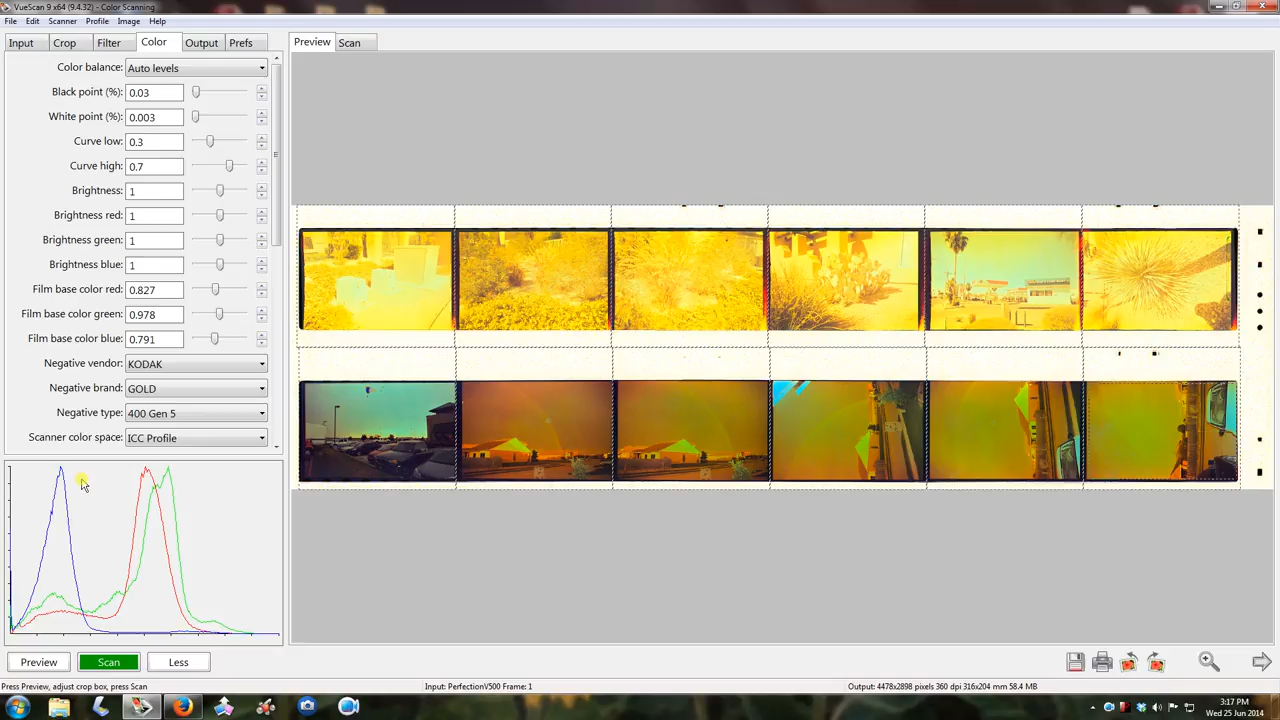 VueScan 9 x64 (9.4.32) - Color Scanning
File Edit Scanner Profile Image Help
Input Crop Filter Color Output Prefs Preview Scan
Color balance: Auto levels
Black point (%): 0.03
White point (%): 0.003
Curve low: 0.3
Curve high: 0.7
Brightness: 1
Brightness red: 1
Brightness green: 1
Brightness blue: 1
Film base color red: 0.827
Film base color green: 0.978
Film base color blue: 0.791
Negative vendor: KODAK
Negative brand: GOLD
Negative type: 400 Gen 5
Scanner color space: ICC Profile
Preview Scan Less
Press Preview, adjust crop box, press Scan Input: PerfectionV500 Frame: 1 Output: 4478x2898 pixels 360 dpi 316x204 mm 58.4 MB
3:17 PM
Wed 25 Jun 2014